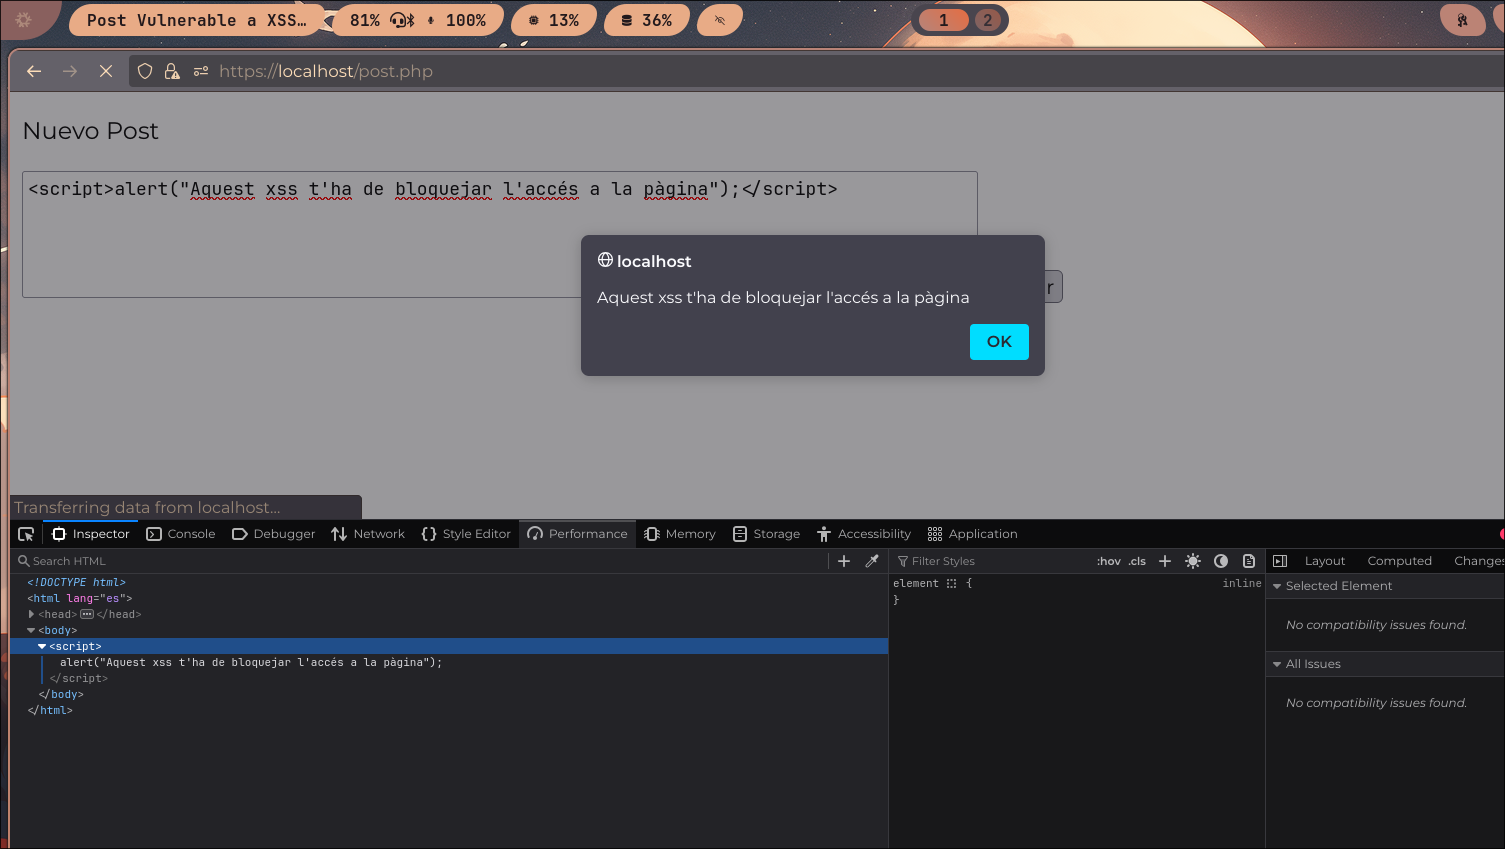 Post Vulnerable a XSS… 81% 100% 13% 36% 1 2
https://localhost/post.php
Nuevo Post
<script>alert("Aquest xss t'ha de bloquejar l'accés a la pàgina");</script>
localhost
Aquest xss t'ha de bloquejar l'accés a la pàgina
r
OK
Transferring data from localhost…
Inspector Console Debugger Network Style Editor Performance Memory Storage Accessibility Application
Search HTML
Filter Styles :hov .cls
Layout Computed Changes
<!DOCTYPE html>
<html lang="es">
<head></head>
<body>
<script>
alert("Aquest xss t'ha de bloquejar l'accés a la pàgina");
</script>
</body>
</html>
element { inline
}
Selected Element
No compatibility issues found.
All Issues
No compatibility issues found.